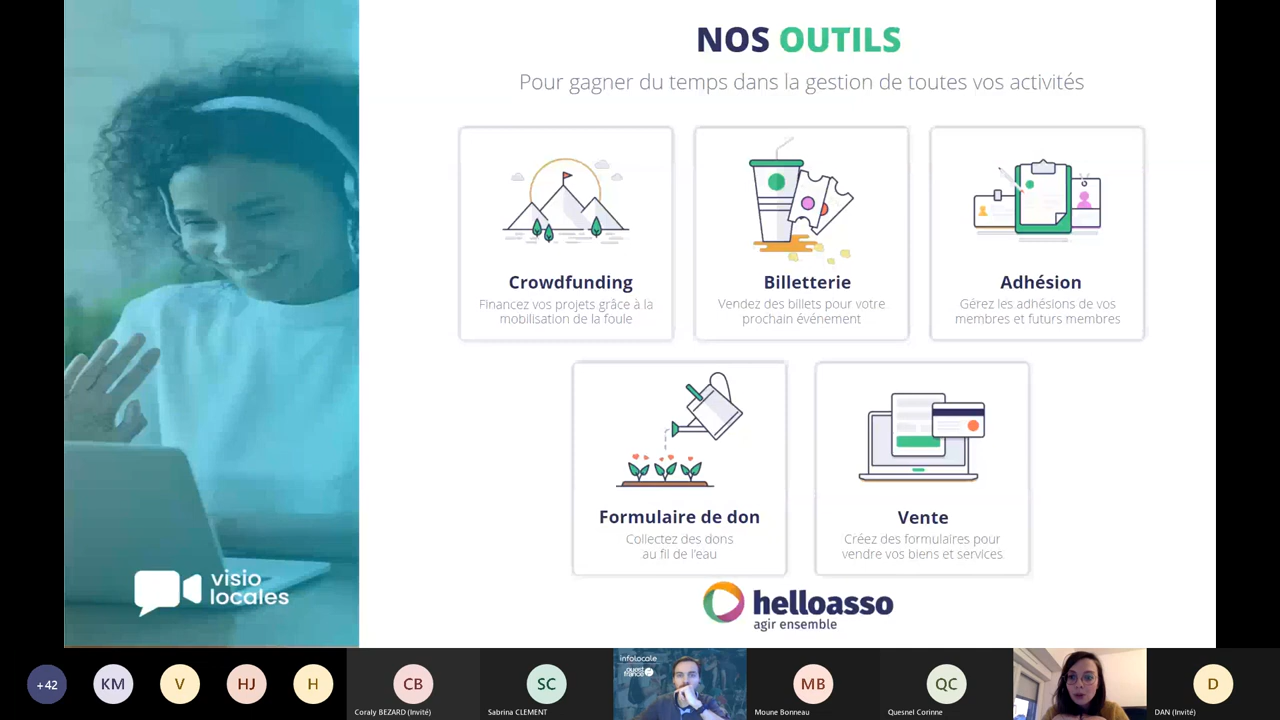 NOS OUTILS
Pour gagner du temps dans la gestion de toutes vos activités
Crowdfunding
Financez vos projets grâce à la
mobilisation de la foule
Billetterie
Vendez des billets pour votre
prochain événement
Adhésion
Gérez les adhésions de vos
membres et futurs membres
Formulaire de don
Collectez des dons
au fil de l'eau
Vente
Créez des formulaires pour
vendre vos biens et services
visio
locales
helloasso
agir ensemble
+42
KM
V
HJ
H
CB
Coraly BEZARD (Invité)
SC
Sabrina CLEMENT
infolocale
ouest
france
MB
Moune Bonneau
QC
Quesnel Corinne
D
DAN (Invité)